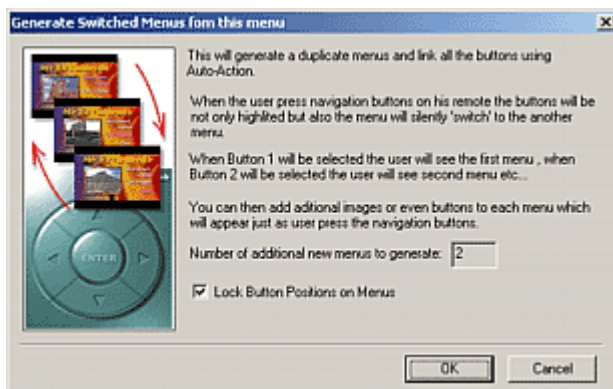 Generate Switched Menus fom this menu
This will generate a duplicate menus and link all the buttons using
Auto-Action.
When the user press navigation buttons on his remote the buttons will be
not only highlited but also the menu will silently 'switch' to the another
menu.
When Button 1 will be selected the user will see the first menu , when
Button 2 will be selected the user will see second menu etc...
You can then add aditional images or even buttons to each menu which
will appear just as user press the navigation buttons.
Number of additional new menus to generate: 2
Lock Button Positions on Menus
ENTER
OK Cancel